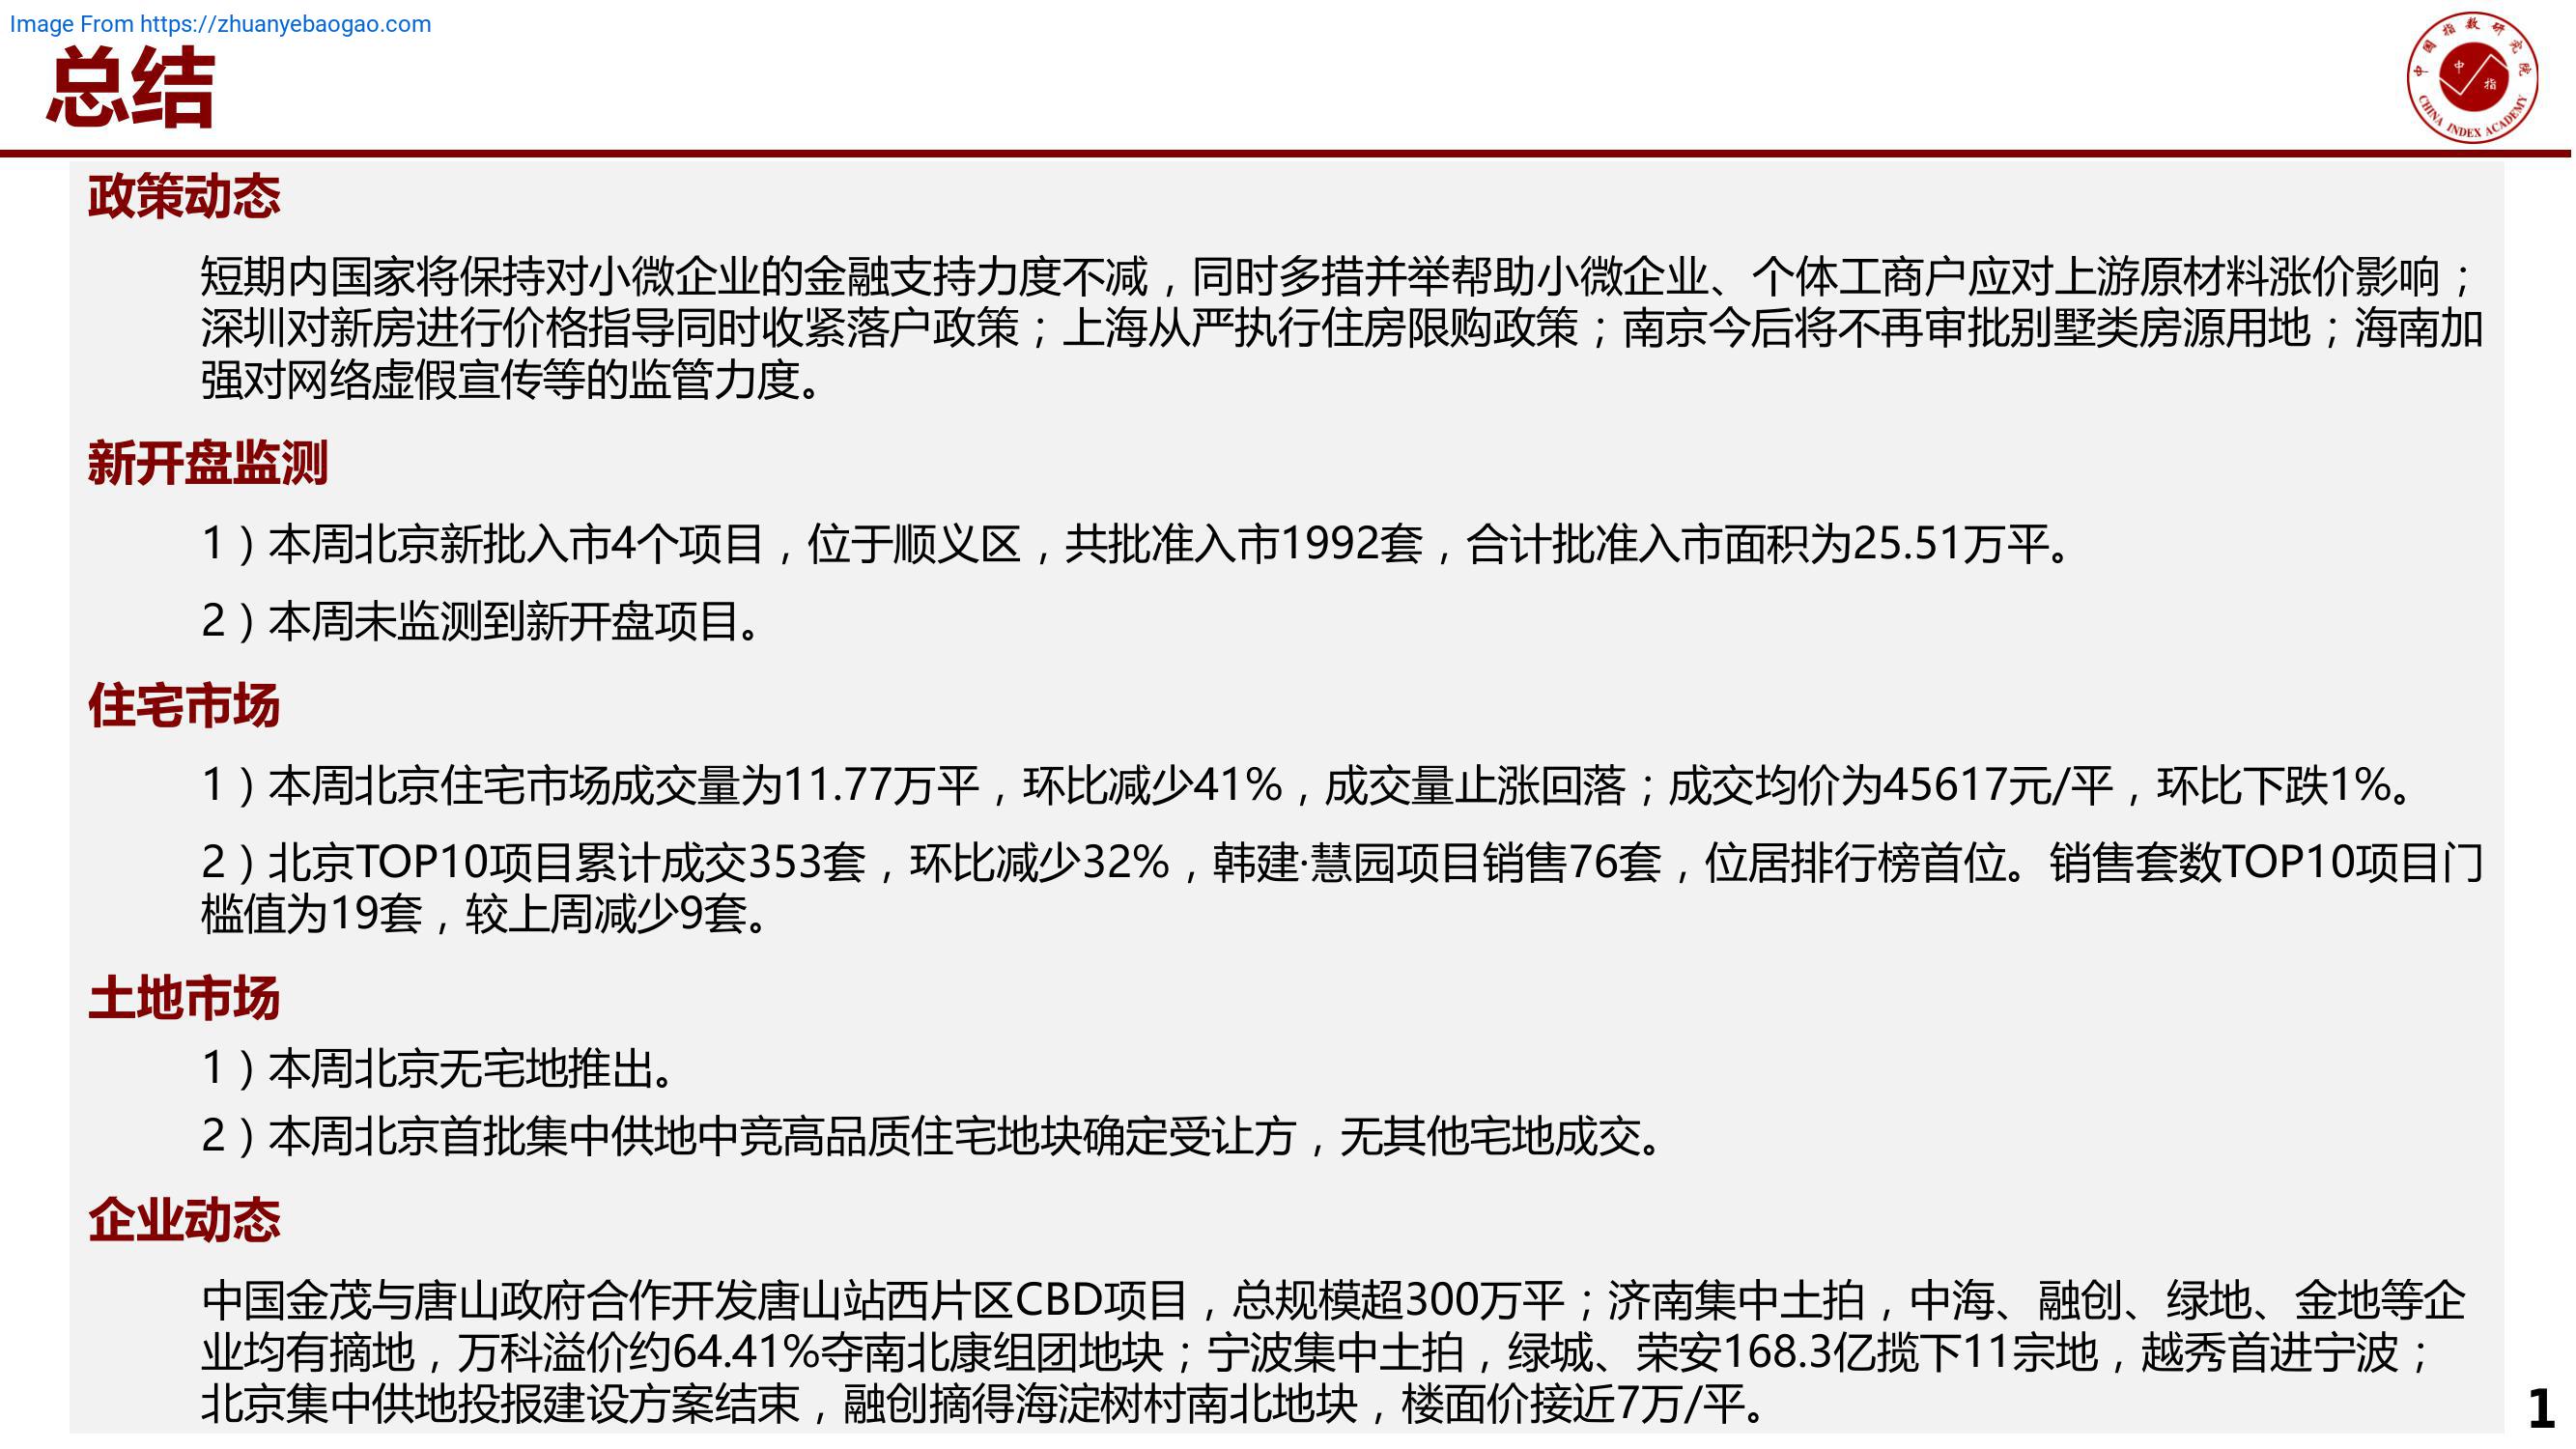 Image From https://zhuanyebaogao.com
总结
中国指数研究院
中指
CHINA INDEX ACADEMY
政策动态
短期内国家将保持对小微企业的金融支持力度不减，同时多措并举帮助小微企业、个体工商户应对上游原材料涨价影响；
深圳对新房进行价格指导同时收紧落户政策；上海从严执行住房限购政策；南京今后将不再审批别墅类房源用地；海南加
强对网络虚假宣传等的监管力度。
新开盘监测
1）本周北京新批入市4个项目，位于顺义区，共批准入市1992套，合计批准入市面积为25.51万平。
2）本周未监测到新开盘项目。
住宅市场
1）本周北京住宅市场成交量为11.77万平，环比减少41%，成交量止涨回落；成交均价为45617元/平，环比下跌1%。
2）北京TOP10项目累计成交353套，环比减少32%，韩建·慧园项目销售76套，位居排行榜首位。销售套数TOP10项目门
槛值为19套，较上周减少9套。
土地市场
1）本周北京无宅地推出。
2）本周北京首批集中供地中竞高品质住宅地块确定受让方，无其他宅地成交。
企业动态
中国金茂与唐山政府合作开发唐山站西片区CBD项目，总规模超300万平；济南集中土拍，中海、融创、绿地、金地等企
业均有摘地，万科溢价约64.41%夺南北康组团地块；宁波集中土拍，绿城、荣安168.3亿揽下11宗地，越秀首进宁波；
北京集中供地投报建设方案结束，融创摘得海淀树村南北地块，楼面价接近7万/平。
1